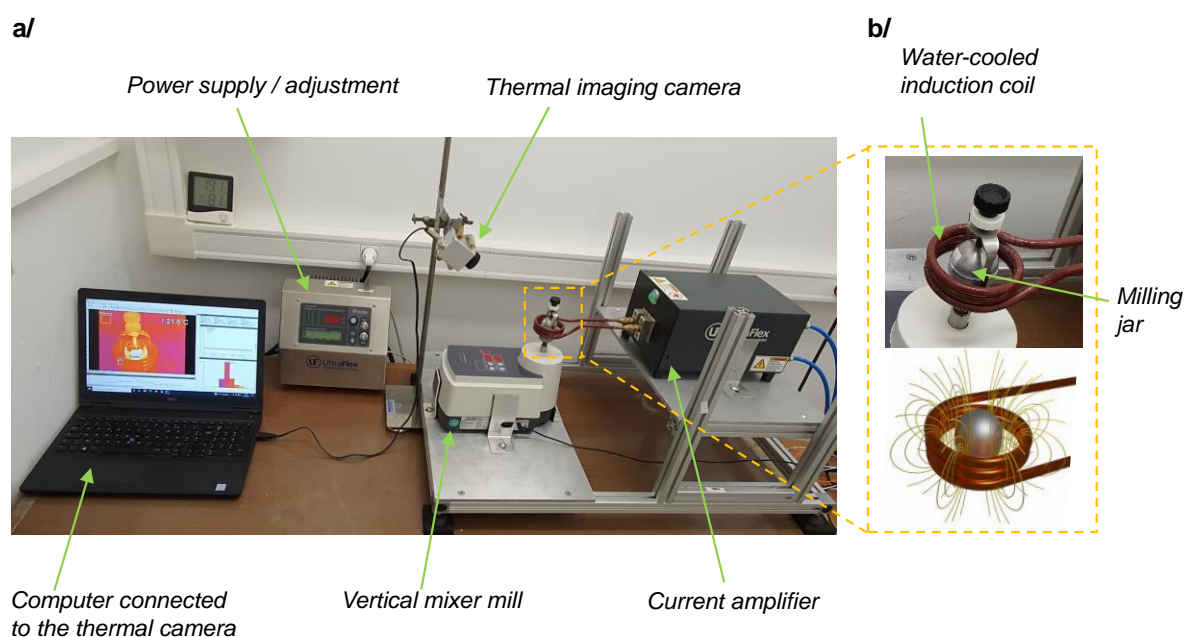 a/
b/
Water-cooled
induction coil
Power supply / adjustment
Thermal imaging camera
Milling
jar
UltraFlex
UltraFlex
Computer connected
to the thermal camera
Vertical mixer mill
Current amplifier